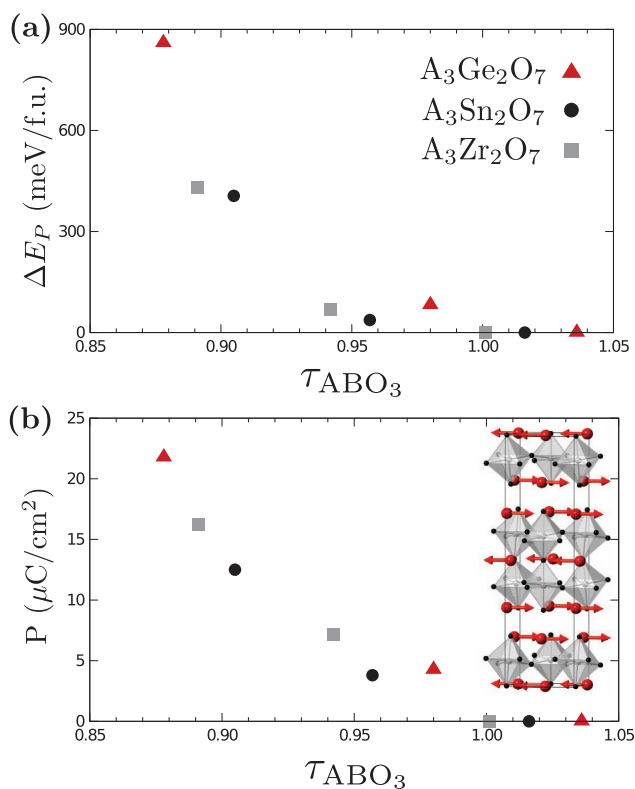 (a)
900
600
300
0
ΔE_P (meV/f.u.)
A₃Ge₂O₇
A₃Sn₂O₇
A₃Zr₂O₇
0.85 0.90 0.95 1.00 1.05
τ_ABO₃
(b)
25
20
15
10
5
0
P (μC/cm²)
0.85 0.90 0.95 1.00 1.05
τ_ABO₃